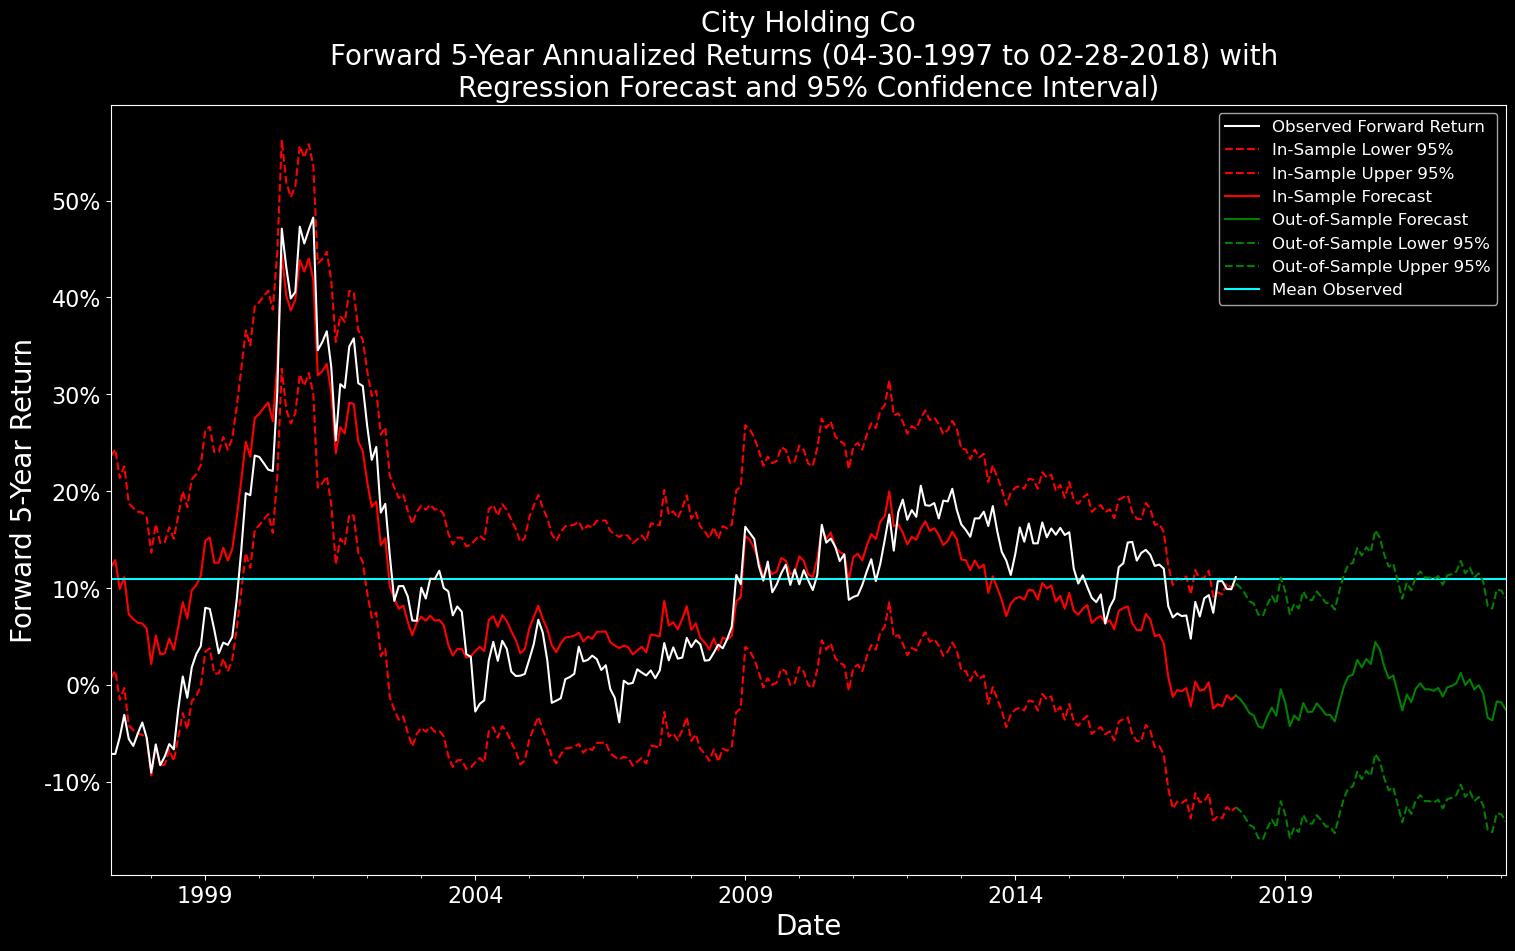 City Holding Co
Forward 5-Year Annualized Returns (04-30-1997 to 02-28-2018) with
Regression Forecast and 95% Confidence Interval)
Observed Forward Return
In-Sample Lower 95%
In-Sample Upper 95%
In-Sample Forecast
Out-of-Sample Forecast
Out-of-Sample Lower 95%
Out-of-Sample Upper 95%
Mean Observed
Forward 5-Year Return
50%
40%
30%
20%
10%
0%
-10%
1999
2004
2009
2014
2019
Date